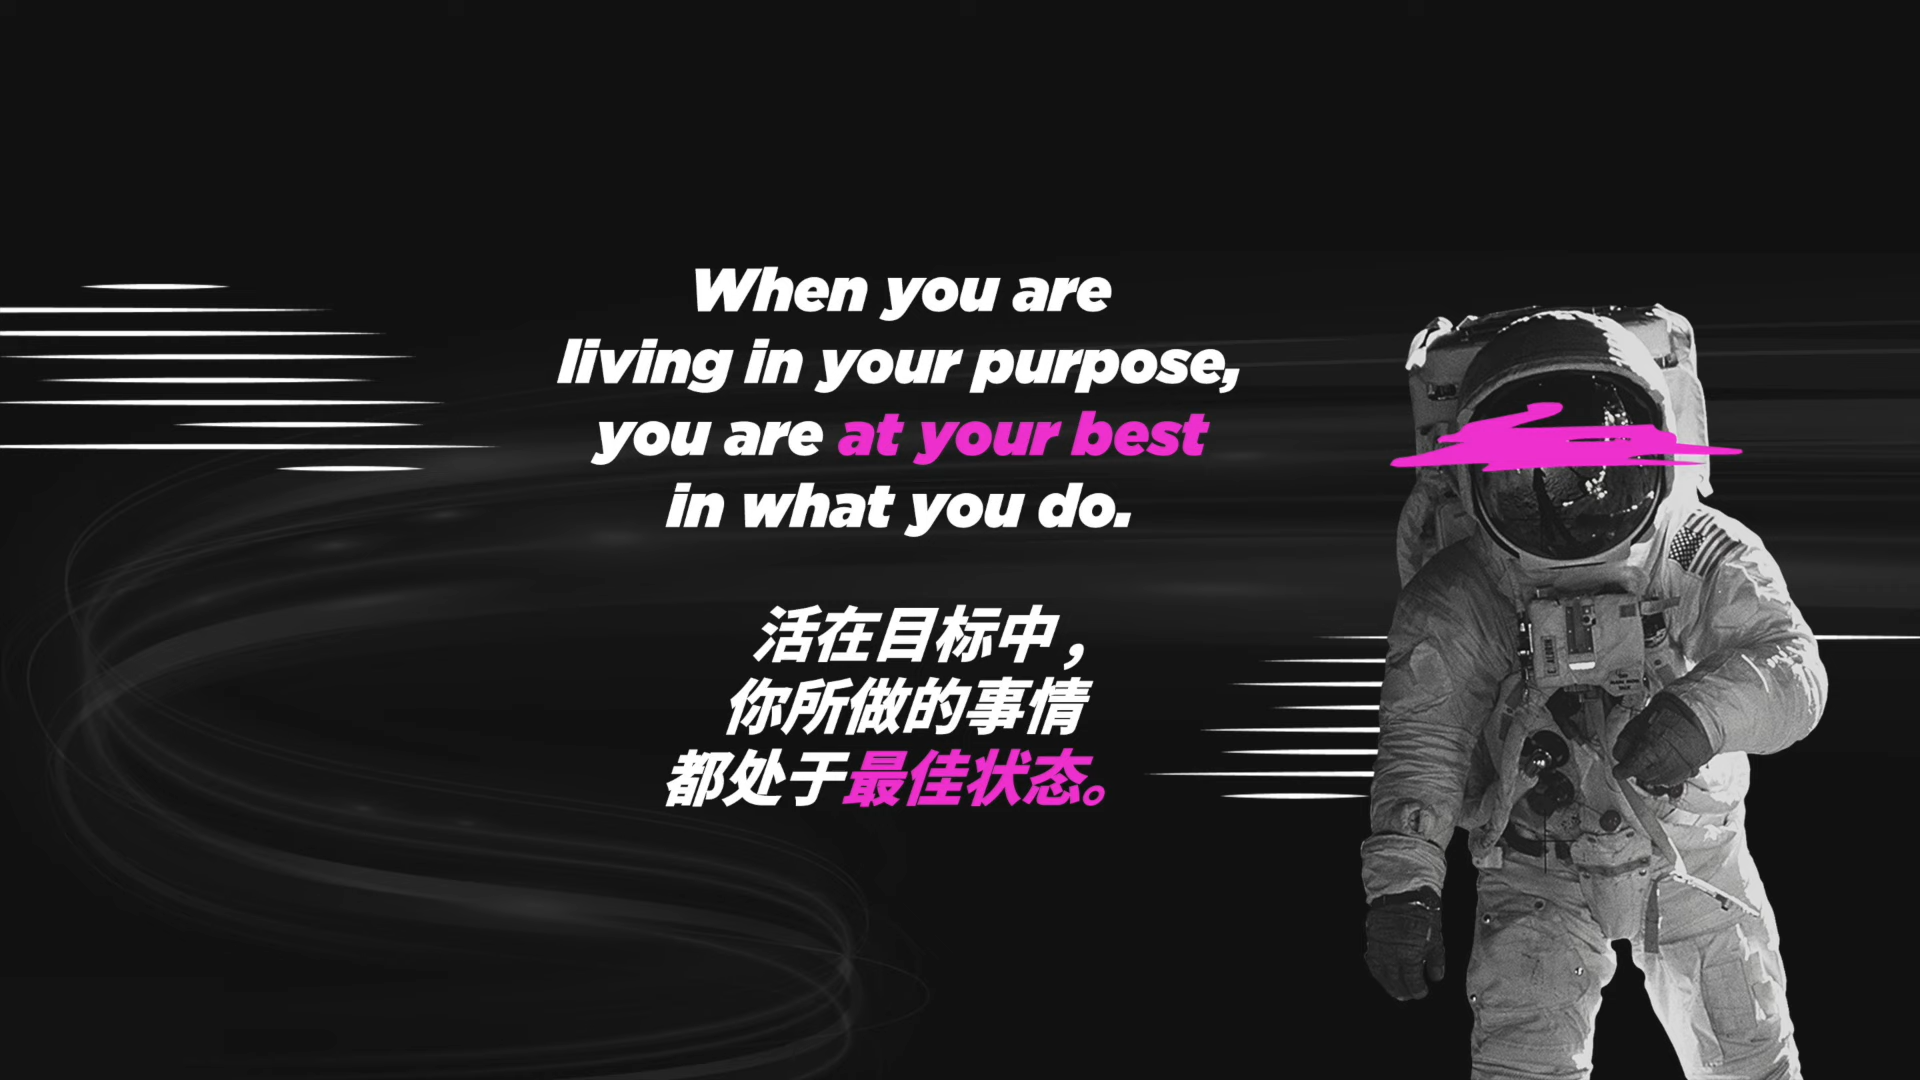 When you are
living in your purpose,
you are at your best
in what you do.
活在目标中，
你所做的事情
都处于最佳状态。
E. ALDRIN